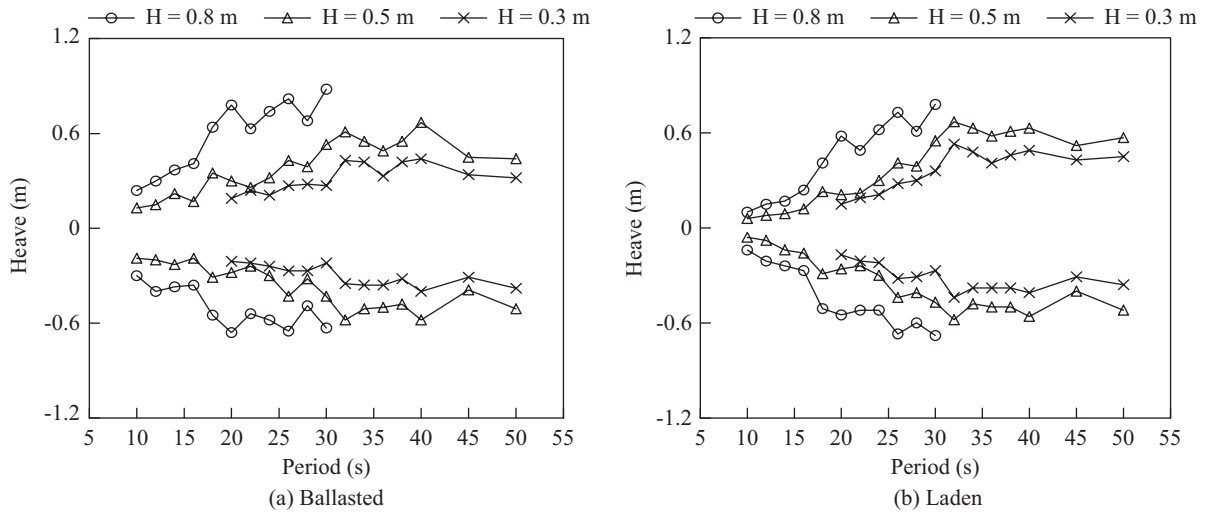 H = 0.8 m H = 0.5 m H = 0.3 m
1.2
0.6
0
-0.6
-1.2
Heave (m)
5 10 15 20 25 30 35 40 45 50 55
Period (s)
(a) Ballasted
H = 0.8 m H = 0.5 m H = 0.3 m
1.2
0.6
0
-0.6
-1.2
Heave (m)
5 10 15 20 25 30 35 40 45 50 55
Period (s)
(b) Laden